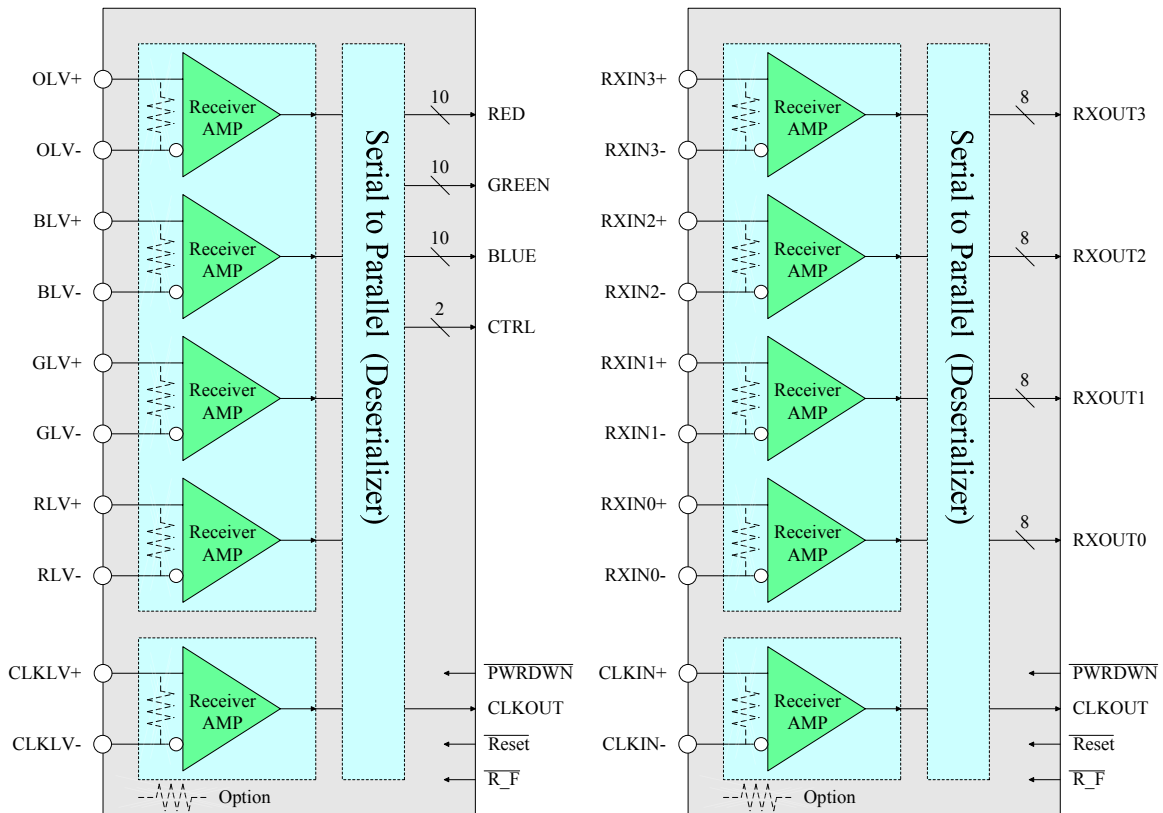 OLV+
OLV-
BLV+
BLV-
GLV+
GLV-
RLV+
RLV-
CLKLV+
CLKLV-
Receiver
AMP
Receiver
AMP
Receiver
AMP
Receiver
AMP
Receiver
AMP
Option
Serial to Parallel (Deserializer)
10
RED
10
GREEN
10
BLUE
2
CTRL
PWRDWN
CLKOUT
Reset
R_F
RXIN3+
RXIN3-
RXIN2+
RXIN2-
RXIN1+
RXIN1-
RXIN0+
RXIN0-
CLKIN+
CLKIN-
Receiver
AMP
Receiver
AMP
Receiver
AMP
Receiver
AMP
Receiver
AMP
Option
Serial to Parallel (Deserializer)
8
RXOUT3
8
RXOUT2
8
RXOUT1
8
RXOUT0
PWRDWN
CLKOUT
Reset
R_F